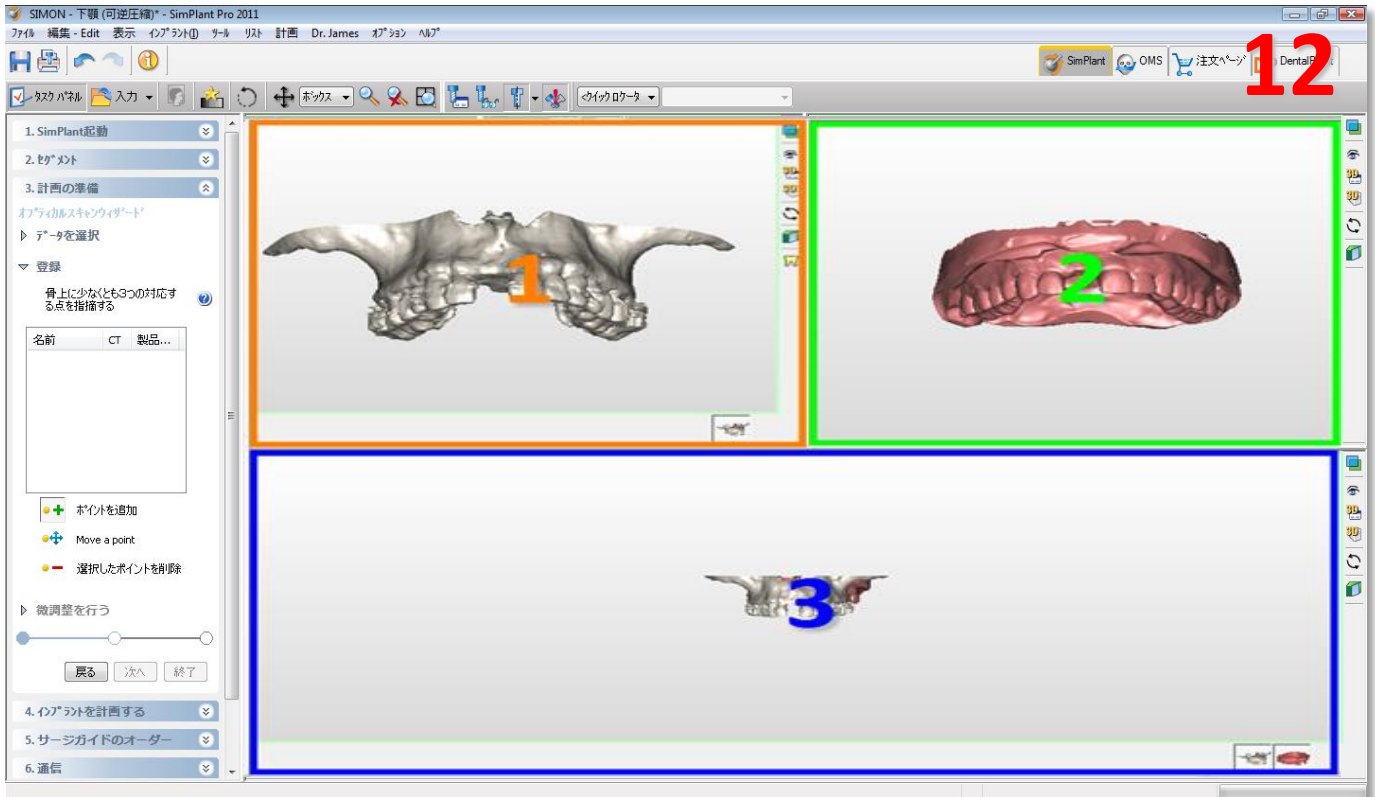 SIMON - 下顎 (可逆圧縮)* - SimPlant Pro 2011
ファイル 編集 - Edit 表示 インプラント(I) ツール リスト 計画 Dr. James オプション ヘルプ
12
SimPlant OMS 注文ページ
タスク パネル 入力 ボックス <クイックロケータ
1. SimPlant起動
2. セグメント
3. 計画の準備
オプティカルスキャンウィザード
データを選択
登録
骨上に少なくとも3つの対応す
る点を指摘する
名前 CT 製品...
ポイントを追加
Move a point
選択したポイントを削除
微調整を行う
戻る 次へ 終了
4. インプラントを計画する
5. サージガイドのオーダー
6. 通信
1
2
3